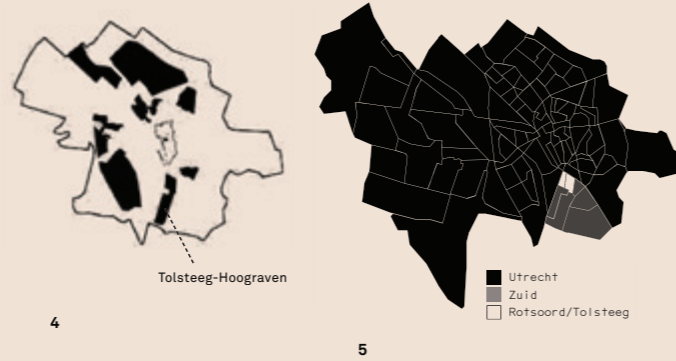 Tolsteeg-Hoograven
4
Utrecht
Zuid
Rotsoord/Tolsteeg
5